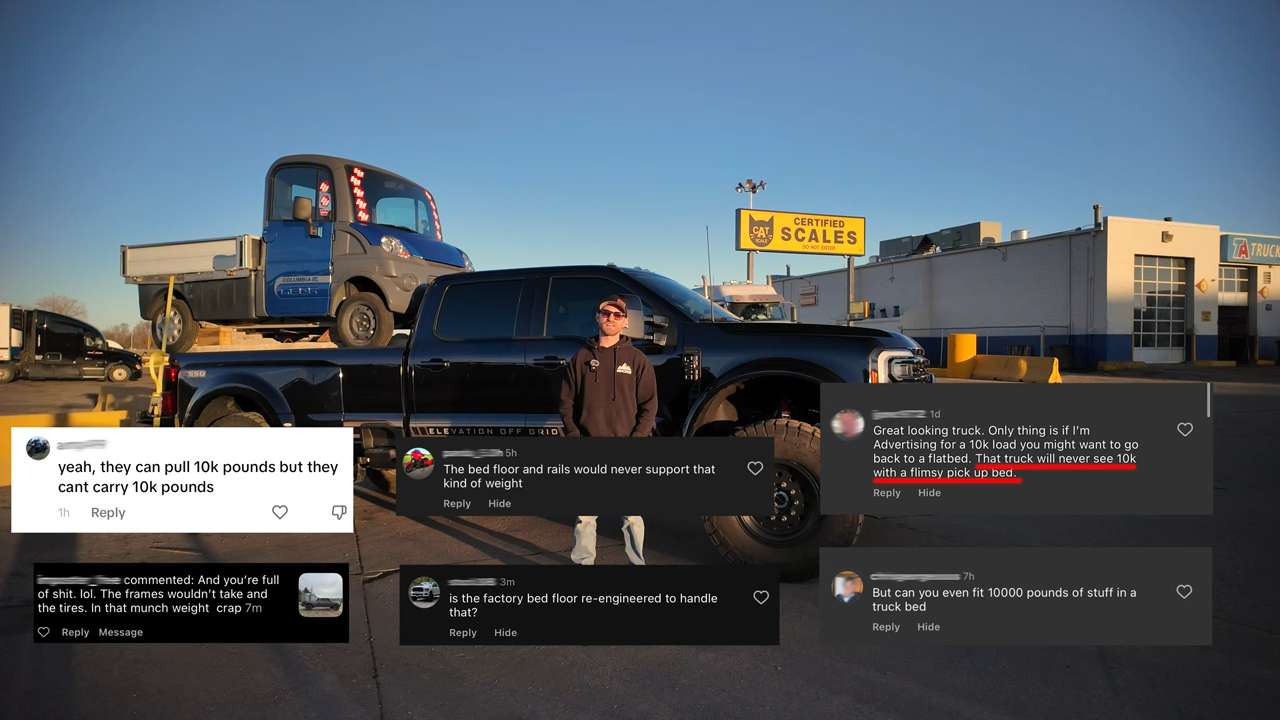 CERTIFIED
CAT
SCALE
SCALES
DO NOT ENTER
TA TRUCK
COLUMBIA
550
ELEVATION OFF GRID
yeah, they can pull 10k pounds but they
cant carry 10k pounds
1h Reply
5h
The bed floor and rails would never support that
kind of weight
Reply Hide
1d
Great looking truck. Only thing is if I'm
Advertising for a 10k load you might want to go
back to a flatbed. That truck will never see 10k
with a flimsy pick up bed.
Reply Hide
commented: And you're full
of shit. lol. The frames wouldn't take and
the tires. In that munch weight crap 7m
Reply Message
3m
is the factory bed floor re-engineered to handle
that?
Reply Hide
7h
But can you even fit 10000 pounds of stuff in a
truck bed
Reply Hide